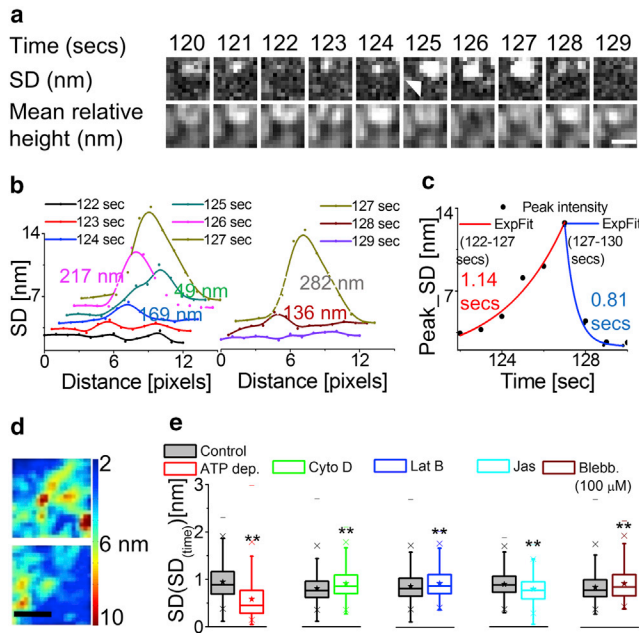 a
Time (secs) 120 121 122 123 124 125 126 127 128 129
SD (nm)
Mean relative
height (nm)
b
122 sec 125 sec 127 sec
123 sec 126 sec 128 sec
124 sec 127 sec 129 sec
SD [nm]
14
7
217 nm
49 nm
169 nm
282 nm
136 nm
0 6 12 0 6 12
Distance [pixels] Distance [pixels]
c
14
7
Peak_SD [nm]
Peak intensity
ExpFit
(122-127
secs)
ExpFit
(127-130
secs)
1.14
secs
0.81
secs
124 128
Time [sec]
d
2
6 nm
10
e
Control
ATP dep. Cyto D Lat B Jas Blebb.
(100 µM)
SD(SD(time))[nm]
3
2
1
0
** ** ** ** **